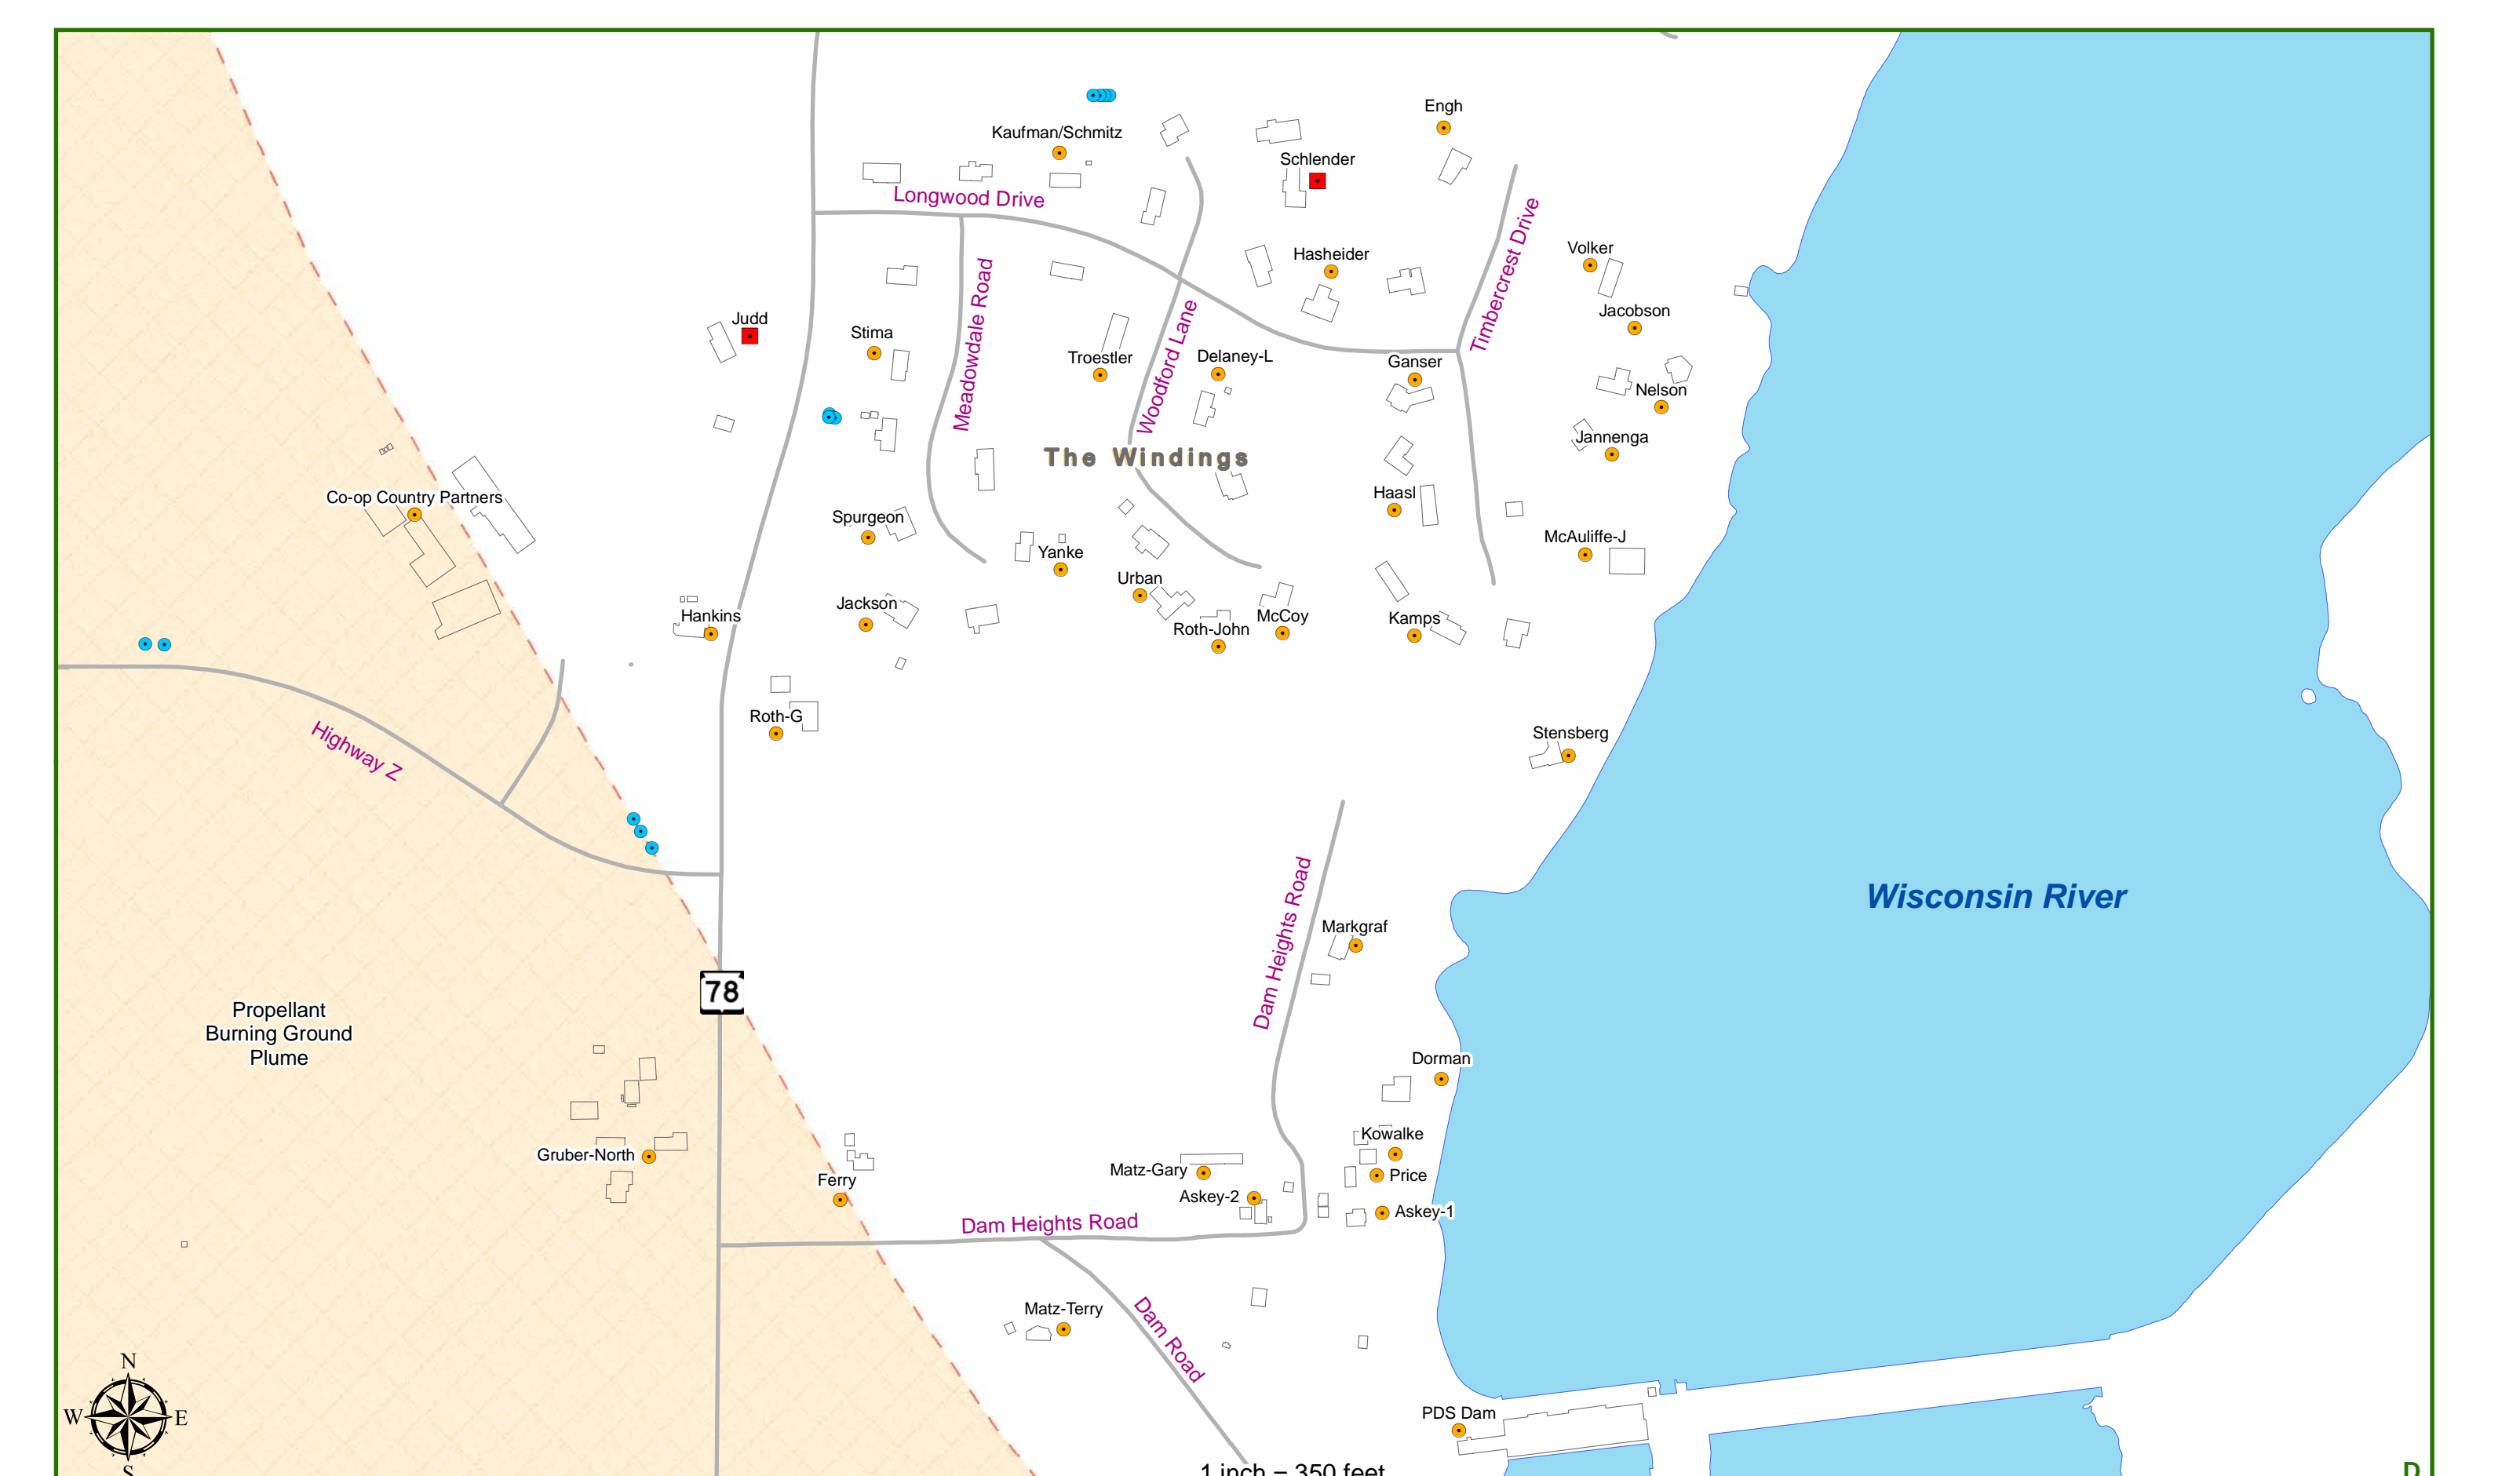 Engh
Kaufman/Schmitz
Schlender
Longwood Drive
Timbercrest Drive
Volker
Hasheider
Meadowdale Road
Jacobson
Judd
Stima
Woodford Lane
Troestler
Delaney-L
Ganser
Nelson
Jannenga
The Windings
Co-op Country Partners
Haasl
Spurgeon
McAuliffe-J
Yanke
Urban
Jackson
Hankins
McCoy
Kamps
Roth-John
Roth-G
Highway Z
Stensberg
Wisconsin River
Dam Heights Road
Markgraf
78
Propellant
Burning Ground
Plume
Dorman
Kowalke
Gruber-North
Matz-Gary
Price
Ferry
Askey-2
Askey-1
Dam Heights Road
Matz-Terry
Dam Road
N
W
E
S
PDS Dam
1 inch = 350 feet
D